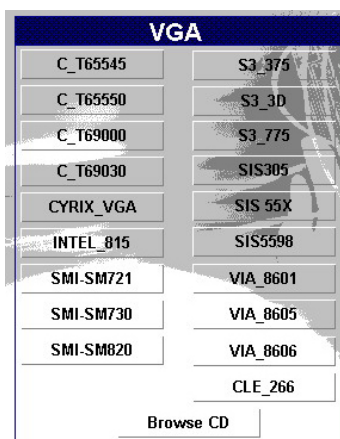 VGA
C_T65545 S3_375
C_T65550 S3_3D
C_T69000 S3_775
C_T69030 SIS305
CYRIX_VGA SIS 55X
INTEL_815 SIS5598
SMI-SM721 VIA_8601
SMI-SM730 VIA_8605
SMI-SM820 VIA_8606
CLE_266
Browse CD